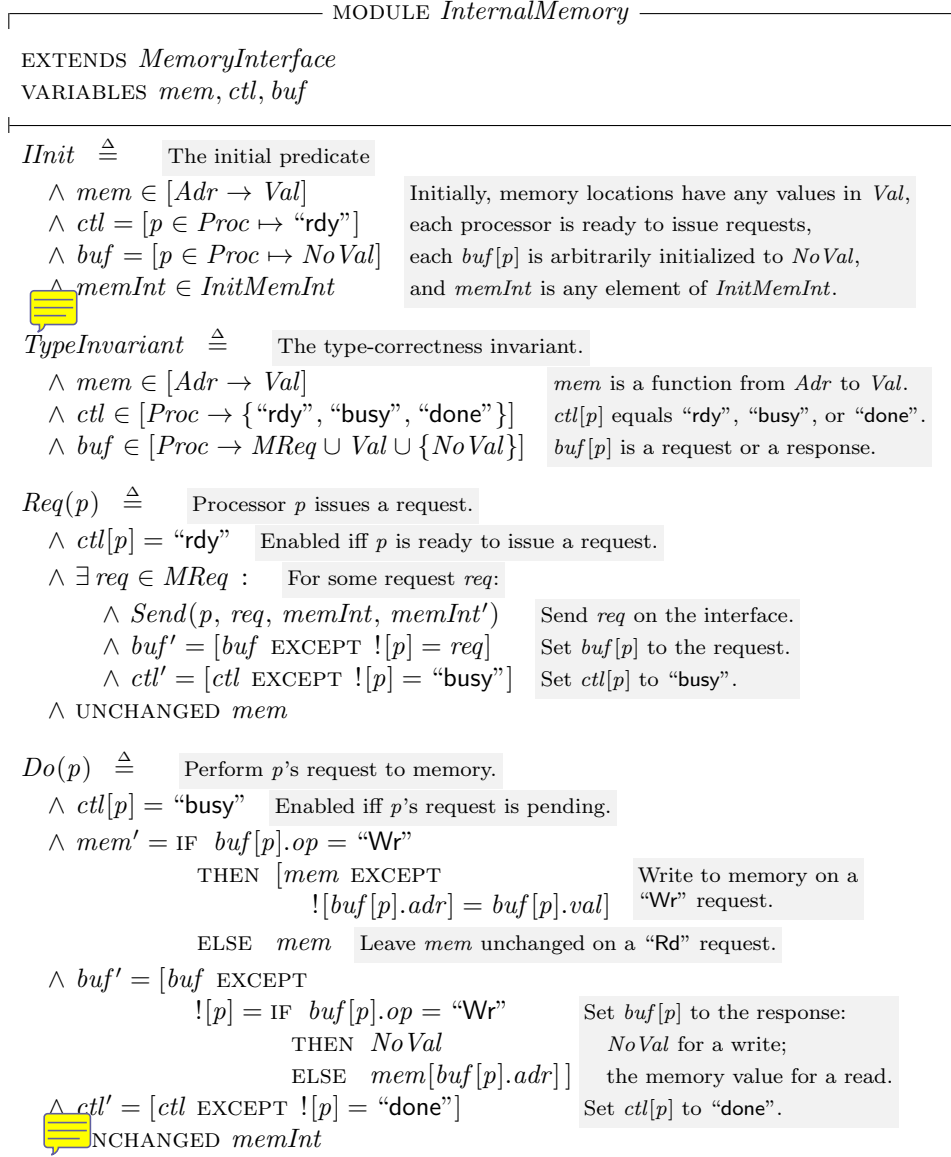 MODULE InternalMemory
EXTENDS MemoryInterface
VARIABLES mem, ctl, buf
IInit ≜ The initial predicate
∧ mem ∈ [Adr → Val] Initially, memory locations have any values in Val,
∧ ctl = [p ∈ Proc ↦ “rdy”] each processor is ready to issue requests,
∧ buf = [p ∈ Proc ↦ NoVal] each buf[p] is arbitrarily initialized to NoVal,
∧ memInt ∈ InitMemInt and memInt is any element of InitMemInt.
TypeInvariant ≜ The type-correctness invariant.
∧ mem ∈ [Adr → Val] mem is a function from Adr to Val.
∧ ctl ∈ [Proc → {“rdy”, “busy”, “done”}] ctl[p] equals “rdy”, “busy”, or “done”.
∧ buf ∈ [Proc → MReq ∪ Val ∪ {NoVal}] buf[p] is a request or a response.
Req(p) ≜ Processor p issues a request.
∧ ctl[p] = “rdy” Enabled iff p is ready to issue a request.
∧ ∃ req ∈ MReq : For some request req:
∧ Send(p, req, memInt, memInt′) Send req on the interface.
∧ buf′ = [buf EXCEPT ![p] = req] Set buf[p] to the request.
∧ ctl′ = [ctl EXCEPT ![p] = “busy”] Set ctl[p] to “busy”.
∧ UNCHANGED mem
Do(p) ≜ Perform p’s request to memory.
∧ ctl[p] = “busy” Enabled iff p’s request is pending.
∧ mem′ = IF buf[p].op = “Wr”
THEN [mem EXCEPT Write to memory on a
![buf[p].adr] = buf[p].val] “Wr” request.
ELSE mem Leave mem unchanged on a “Rd” request.
∧ buf′ = [buf EXCEPT
![p] = IF buf[p].op = “Wr” Set buf[p] to the response:
THEN NoVal NoVal for a write;
ELSE mem[buf[p].adr] ] the memory value for a read.
∧ ctl′ = [ctl EXCEPT ![p] = “done”] Set ctl[p] to “done”.
NCHANGED memInt